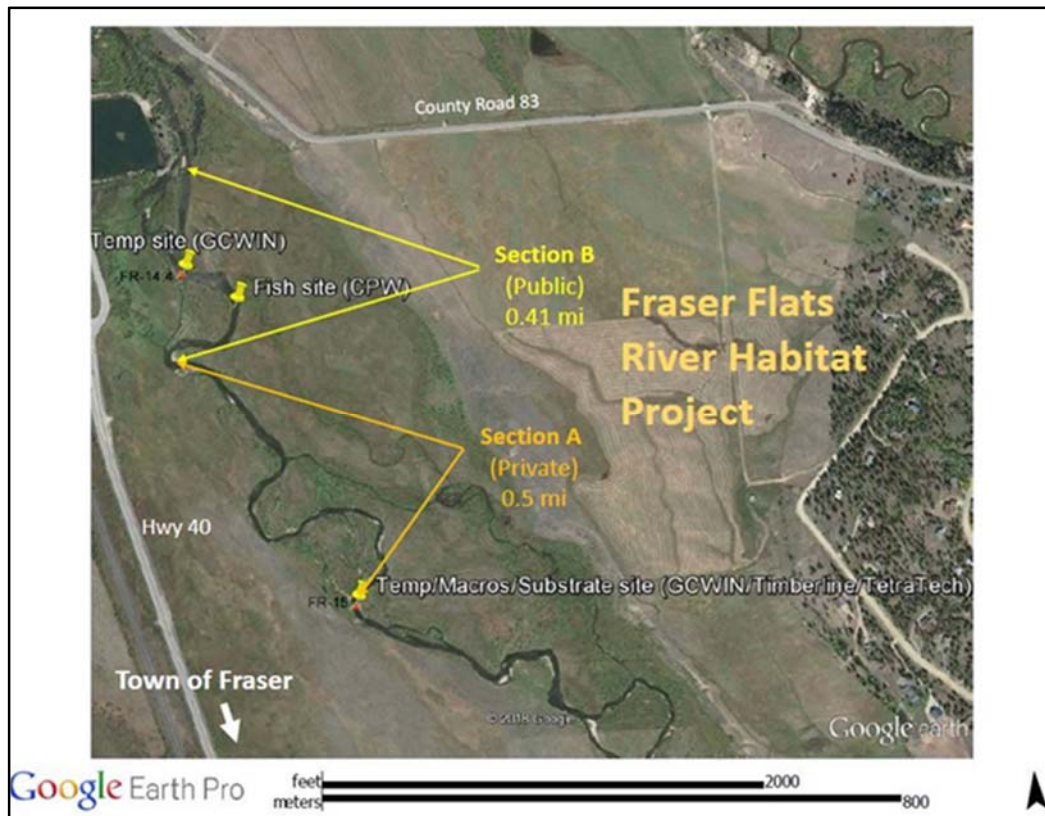 County Road 83
Temp site (GCWIN)
FR-14.4
Fish site (CPW)
Section B
(Public)
0.41 mi
Fraser Flats
River Habitat
Project
Section A
(Private)
0.5 mi
Hwy 40
Temp/Macros/Substrate site (GCWIN/Timberline/TetraTech)
FR-15
Town of Fraser
Google earth
Google Earth Pro
feet
2000
meters
800